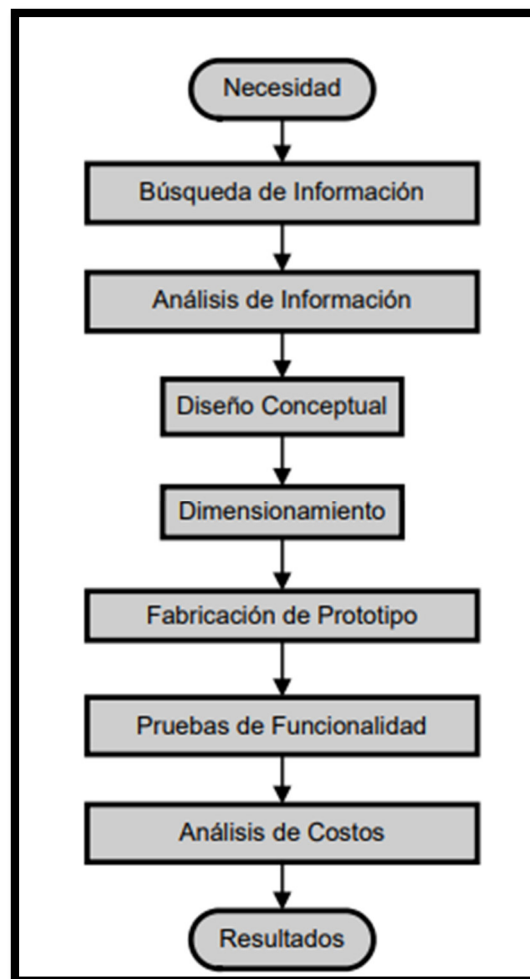 Necesidad
Búsqueda de Información
Análisis de Información
Diseño Conceptual
Dimensionamiento
Fabricación de Prototipo
Pruebas de Funcionalidad
Análisis de Costos
Resultados